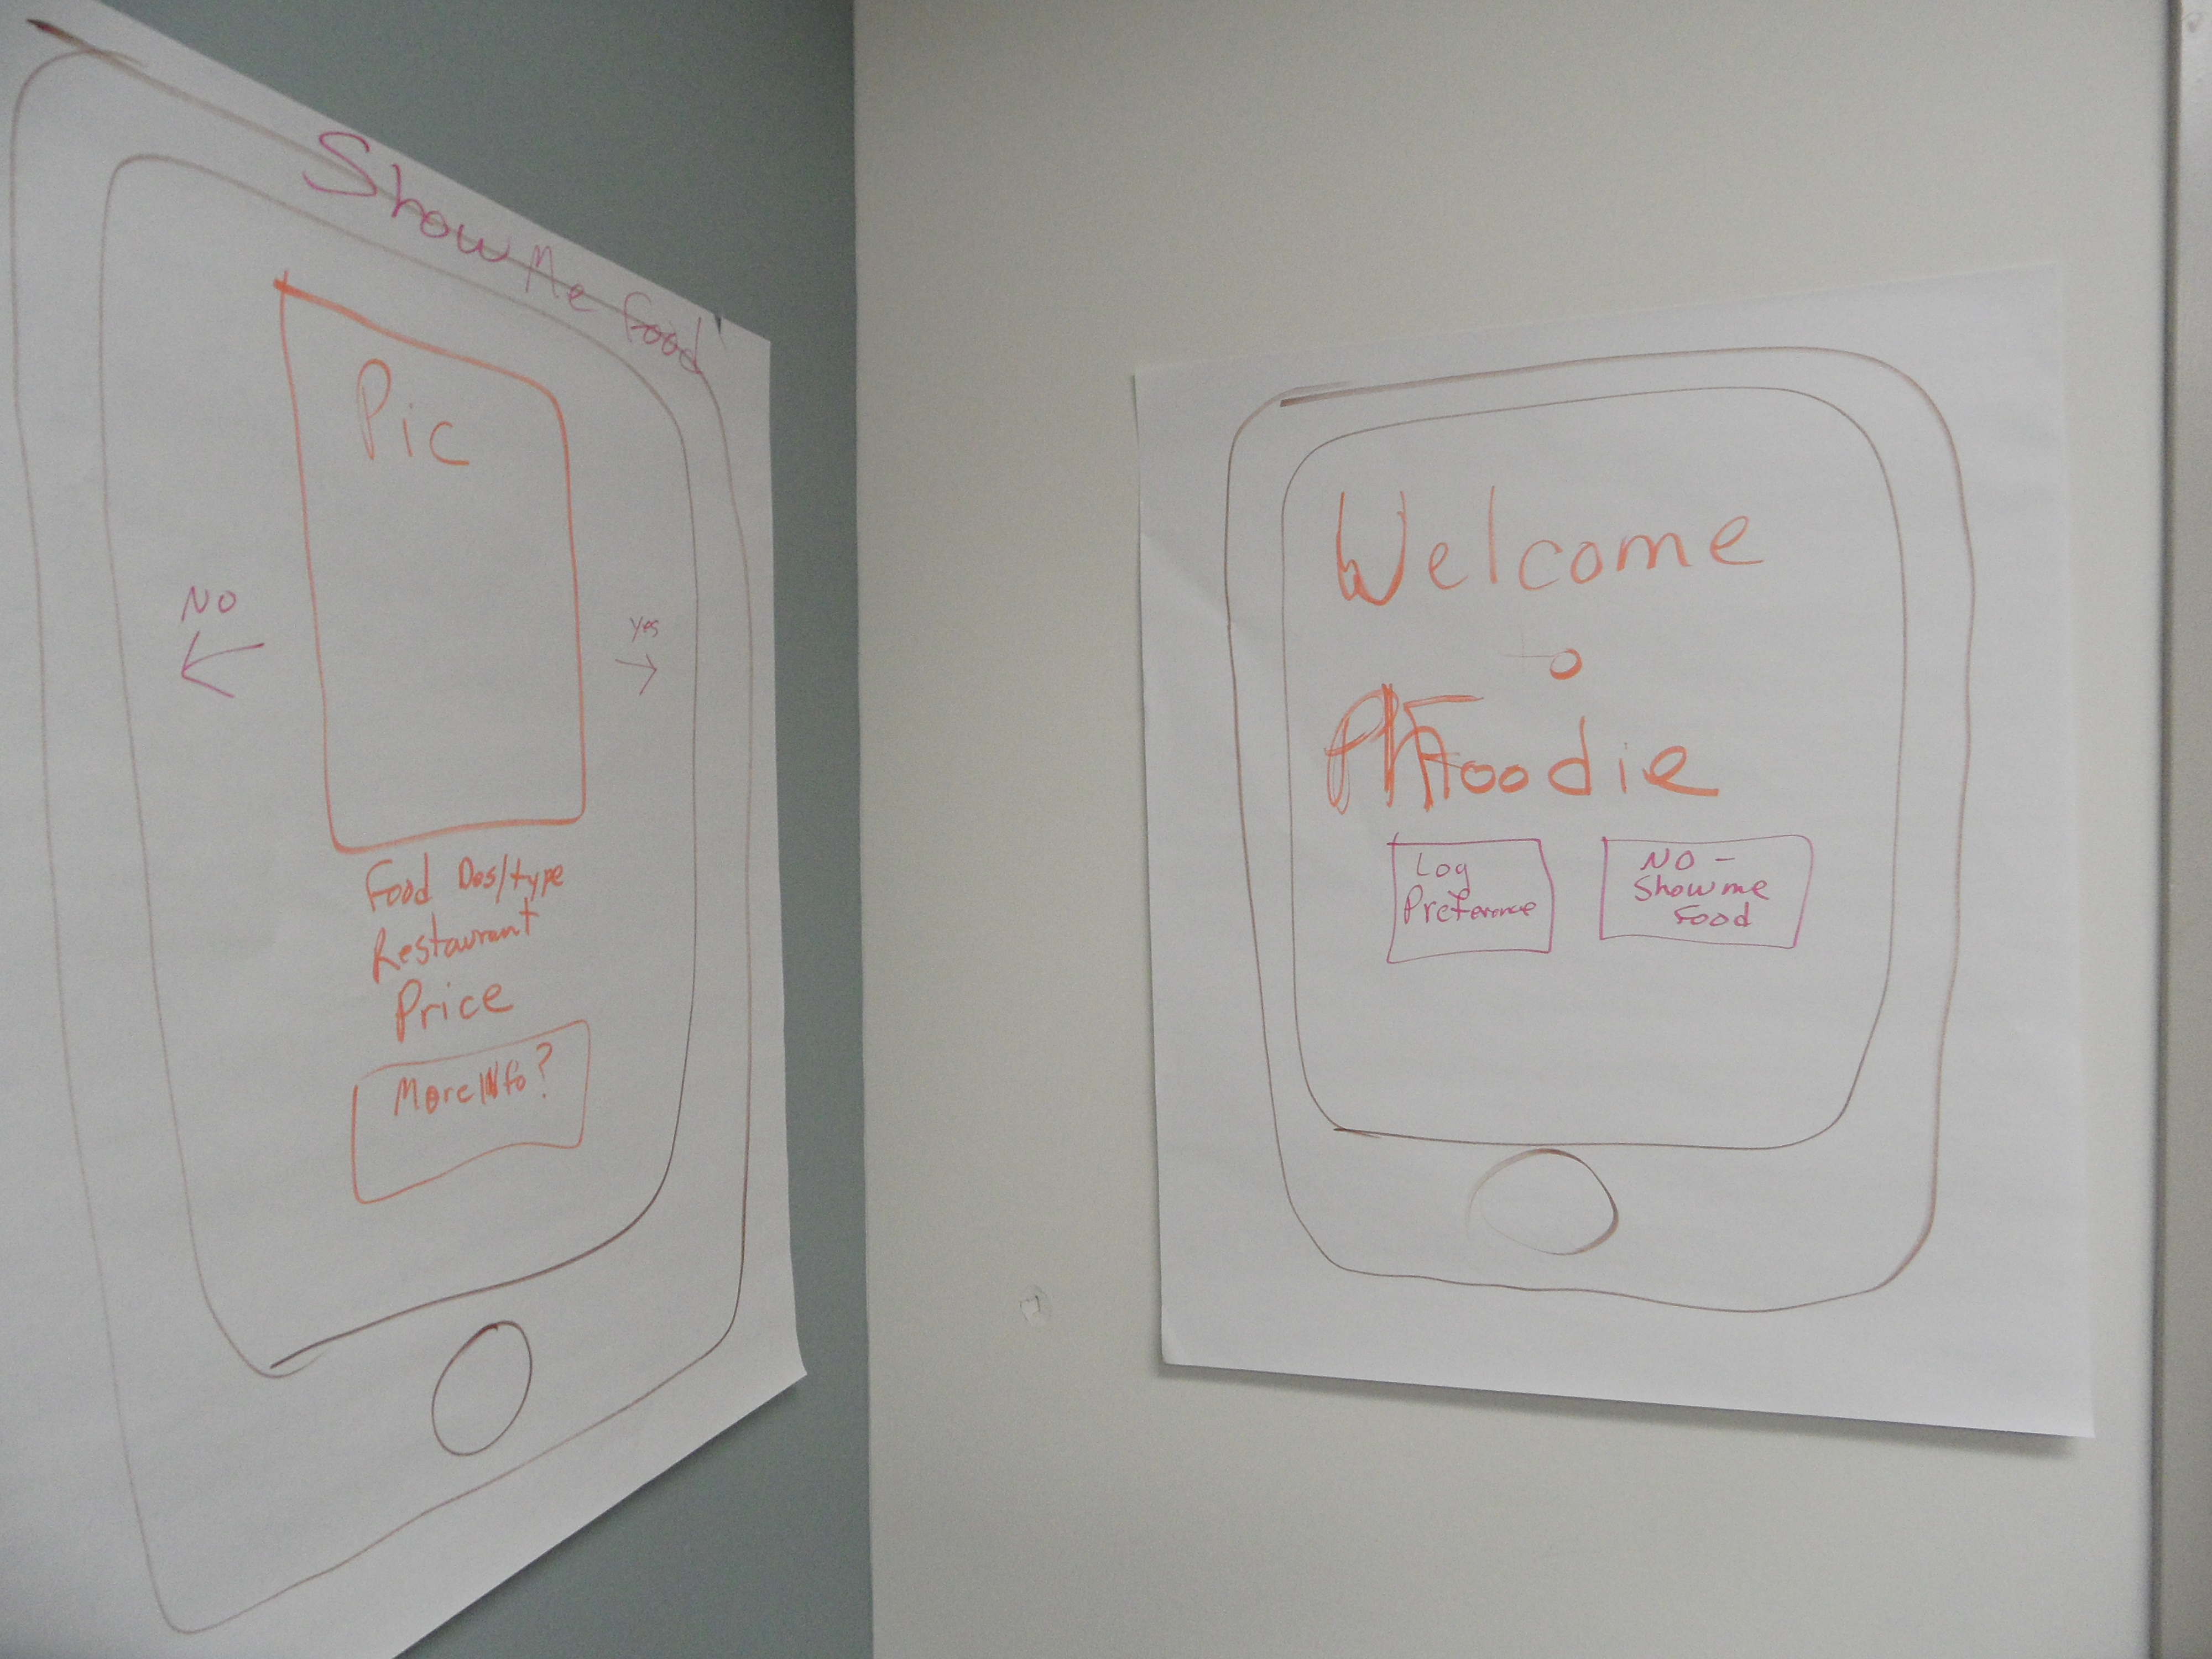 Show Me Food
Pic
NO
yes
Food Des/type
Restaurant
Price
More INfo?
Welcome
to
PhFoodie
Log
Preference
NO -
Show me
Food